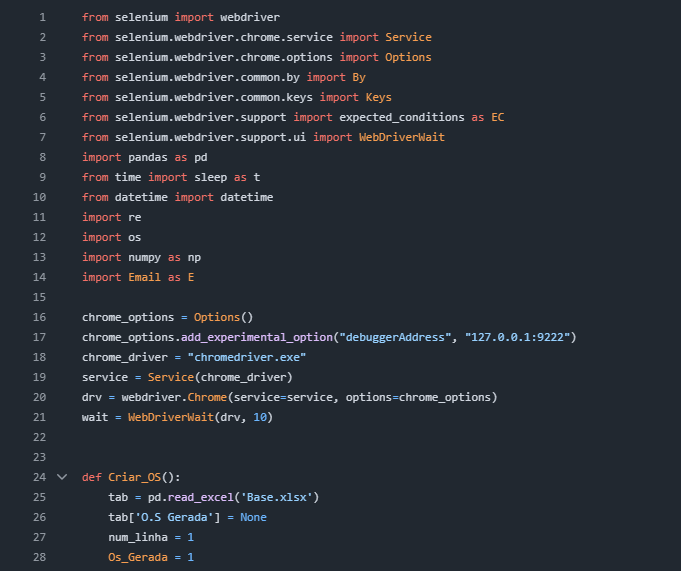 1 from selenium import webdriver
2 from selenium.webdriver.chrome.service import Service
3 from selenium.webdriver.chrome.options import Options
4 from selenium.webdriver.common.by import By
5 from selenium.webdriver.common.keys import Keys
6 from selenium.webdriver.support import expected_conditions as EC
7 from selenium.webdriver.support.ui import WebDriverWait
8 import pandas as pd
9 from time import sleep as t
10 from datetime import datetime
11 import re
12 import os
13 import numpy as np
14 import Email as E
15
16 chrome_options = Options()
17 chrome_options.add_experimental_option("debuggerAddress", "127.0.0.1:9222")
18 chrome_driver = "chromedriver.exe"
19 service = Service(chrome_driver)
20 drv = webdriver.Chrome(service=service, options=chrome_options)
21 wait = WebDriverWait(drv, 10)
22
23
24 def Criar_OS():
25     tab = pd.read_excel('Base.xlsx')
26     tab['O.S Gerada'] = None
27     num_linha = 1
28     Os_Gerada = 1